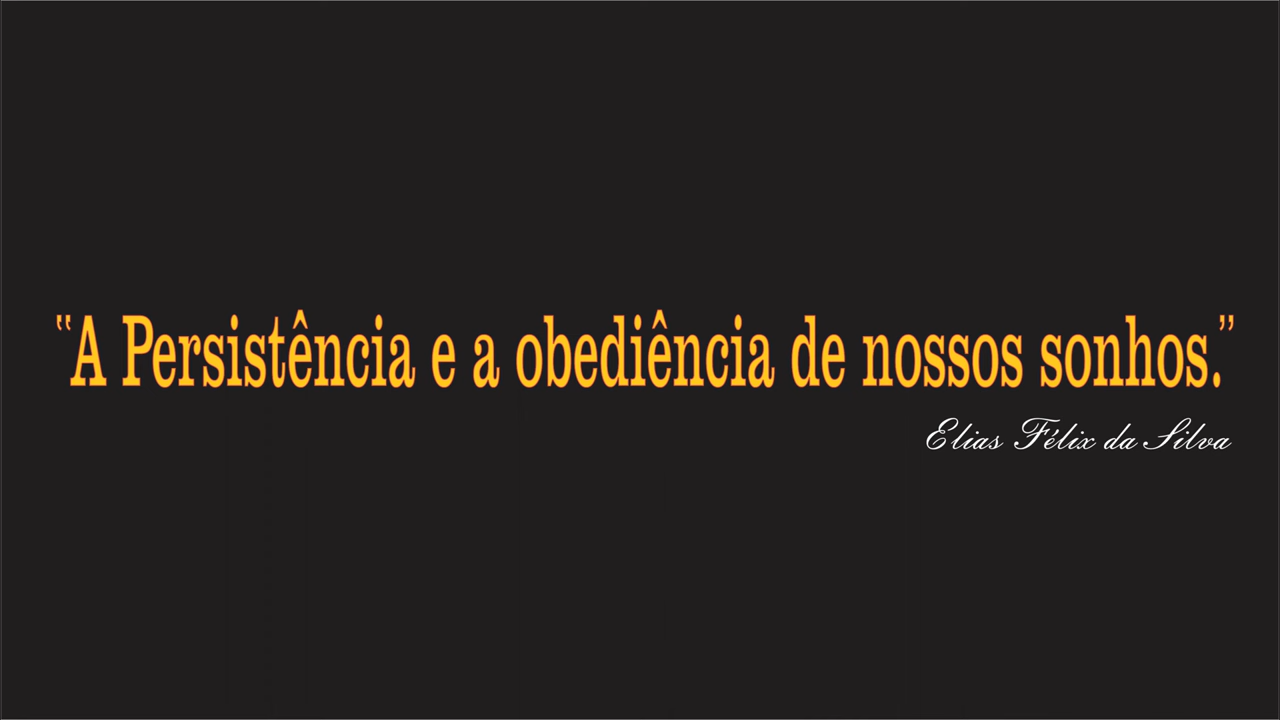 “A Persistência e a obediência de nossos sonhos.”
Elias Félix da Silva